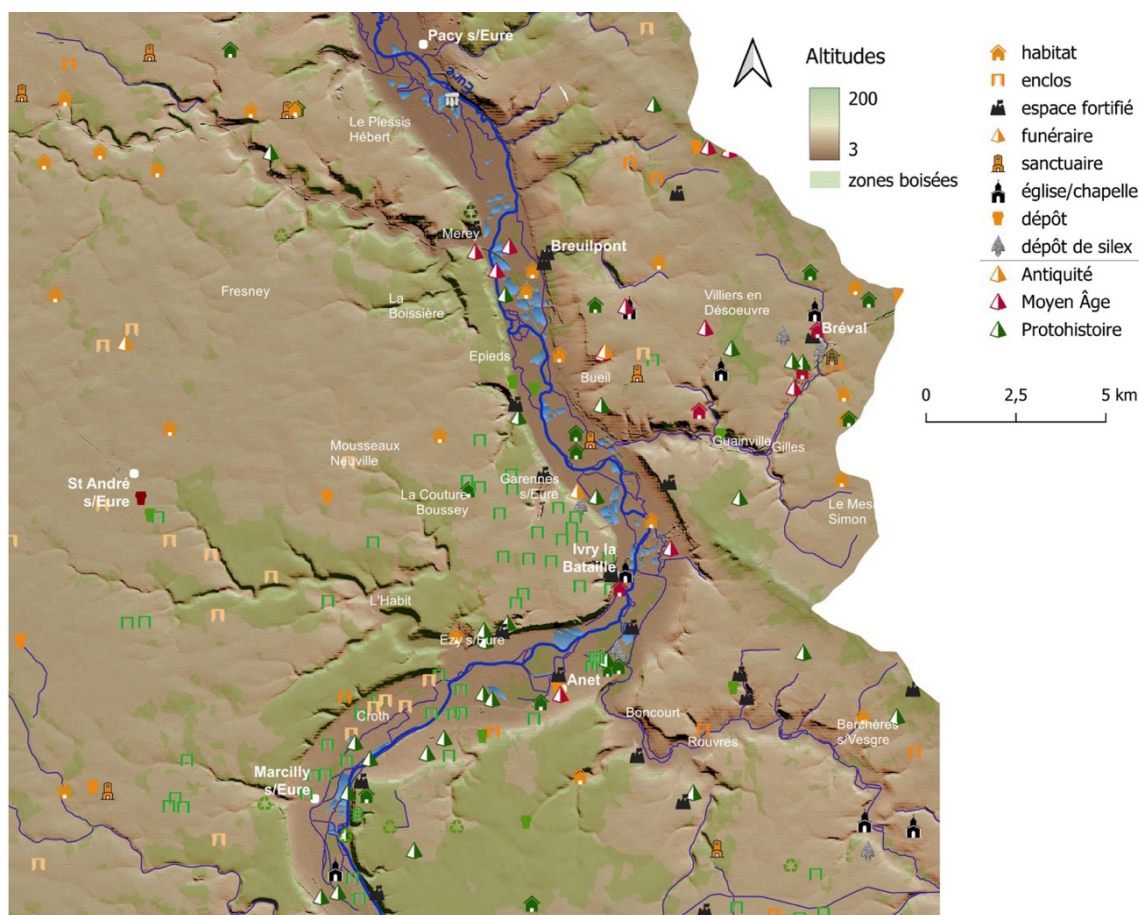 Pacy s/Eure
Eure
Le Plessis
Hébert
Merey
Breuilpont
Fresney
La
Boissière
Villiers en
Désoeuvre
Bréval
Epieds
Bueil
Mousseaux
Neuville
Guainville
Gilles
St André
s/Eure
La Couture
Boussey
Garennes
s/Eure
Le Mes
Simon
Ivry la
Bataille
L'Habit
Ezy s/Eure
Anet
Croth
Boncourt
Rouvres
Berchères
s/Vesgre
Marcilly
s/Eure
Altitudes
200
3
zones boisées
habitat
enclos
espace fortifié
funéraire
sanctuaire
église/chapelle
dépôt
dépôt de silex
Antiquité
Moyen Âge
Protohistoire
0
2,5
5 km